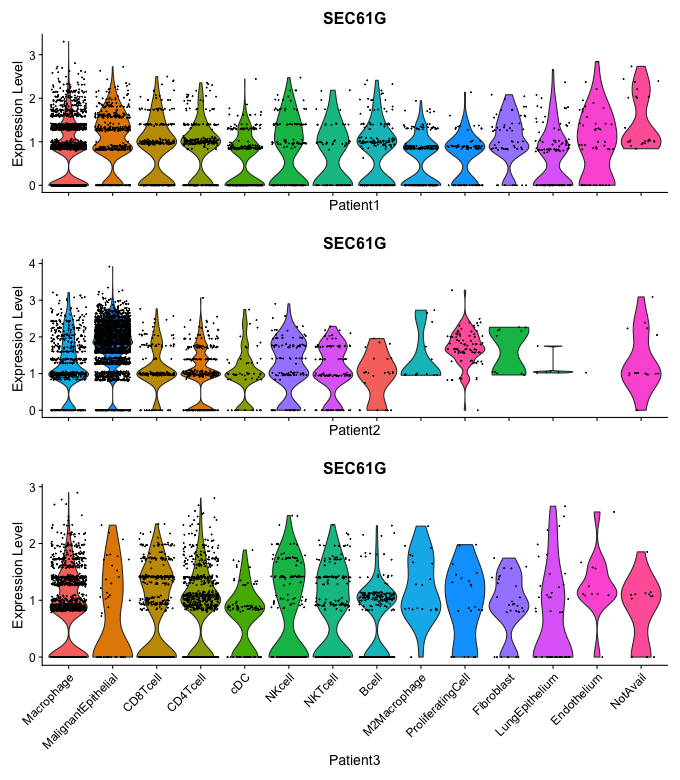 SEC61G
Expression Level
3
2
1
0
Patient1
SEC61G
Expression Level
4
3
2
1
0
Patient2
SEC61G
Expression Level
3
2
1
0
Macrophage
MalignantEpithelial
CD8Tcell
CD4Tcell
cDC
NKcell
NKTcell
Bcell
M2Macrophage
ProliferatingCell
Fibroblast
LungEpithelium
Endothelium
NotAvail
Patient3